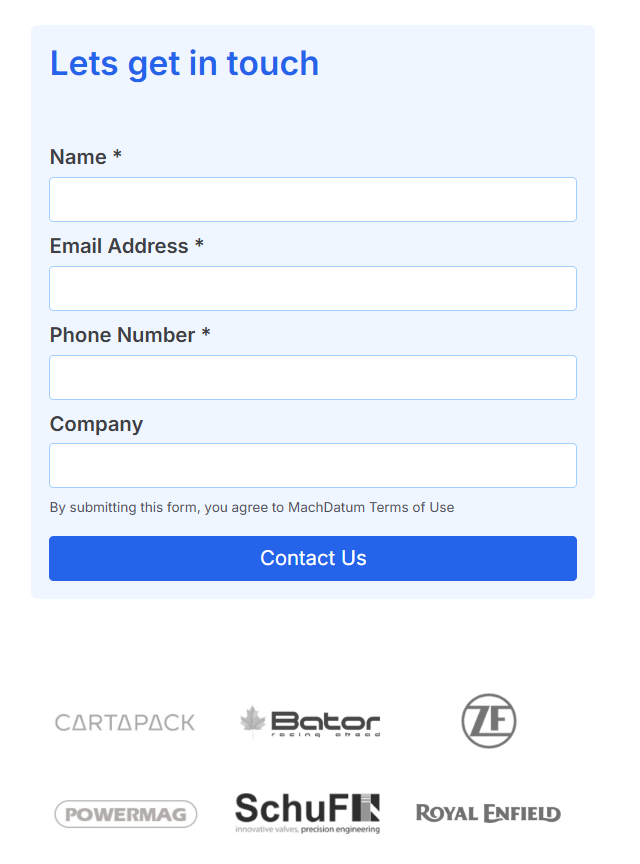 Lets get in touch
Name *
Email Address *
Phone Number *
Company
By submitting this form, you agree to MachDatum Terms of Use
Contact Us
CARTAPACK
Bator
racing ahead
ZF
POWERMAG
SchuF
innovative valves, precision engineering
ROYAL ENFIELD